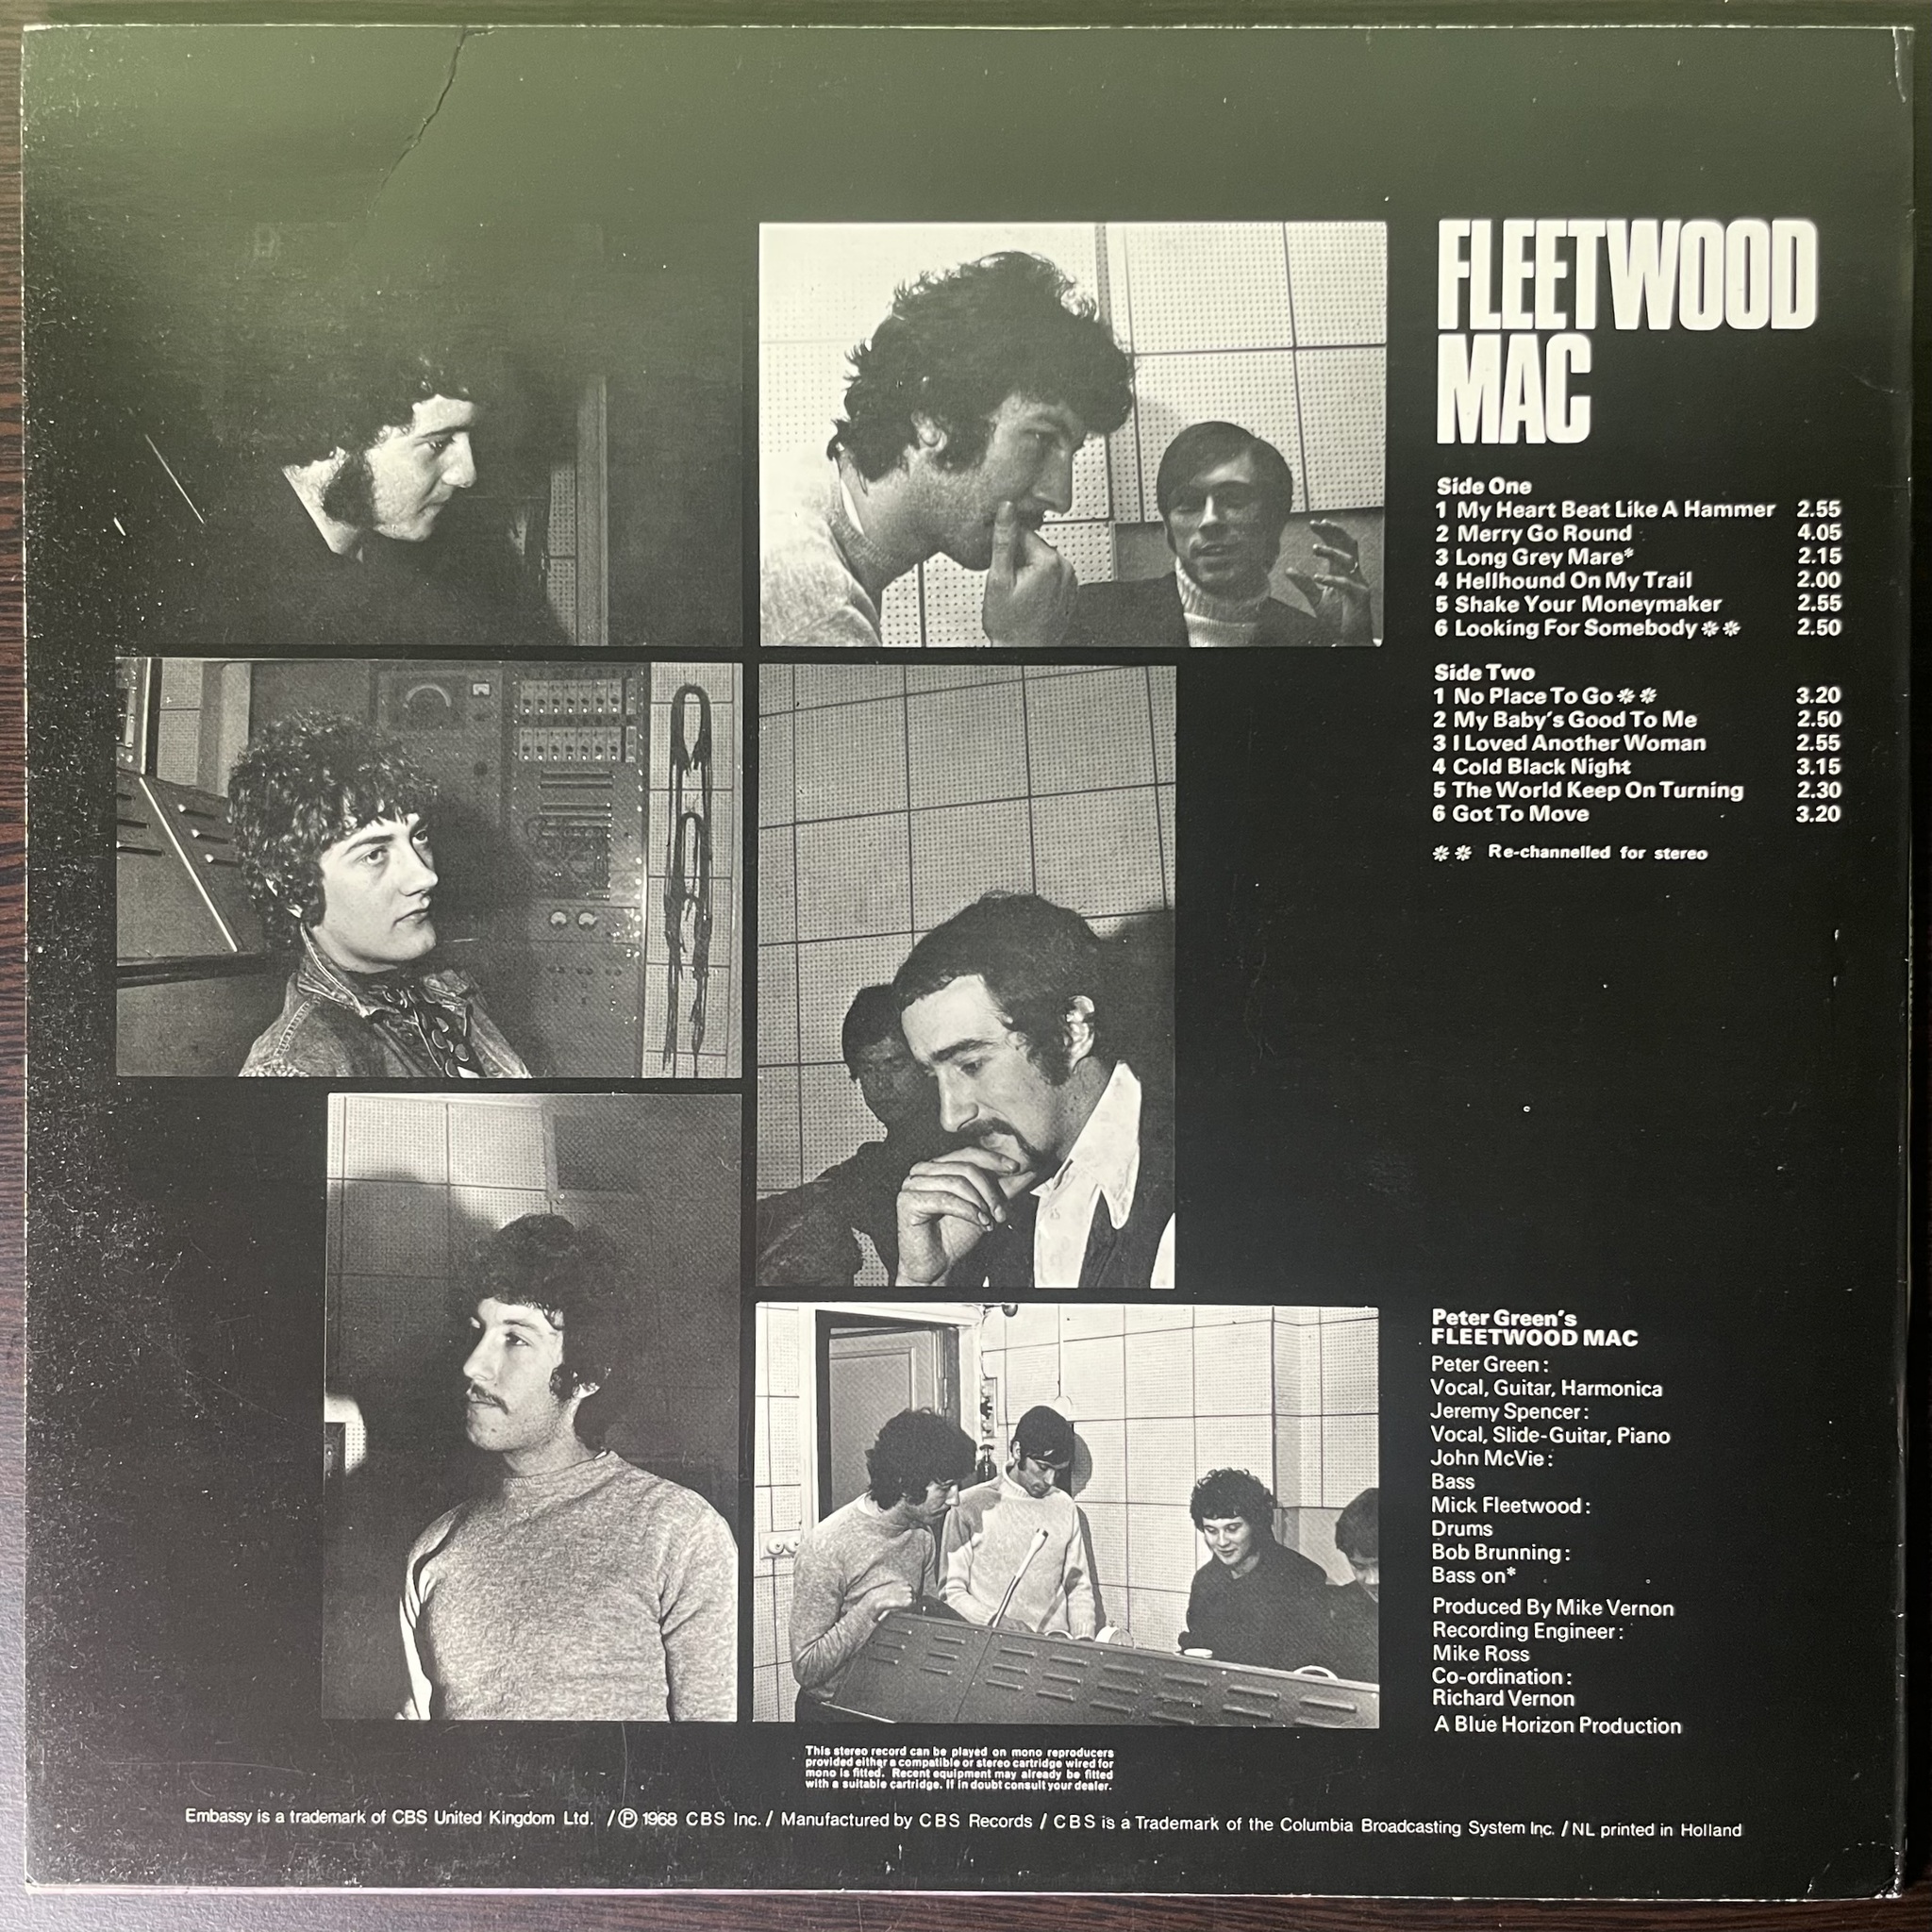 FLEETWOOD
MAC
Side One
1 My Heart Beat Like A Hammer 2.55
2 Merry Go Round 4.05
3 Long Grey Mare* 2.15
4 Hellhound On My Trail 2.00
5 Shake Your Moneymaker 2.55
6 Looking For Somebody ** 2.50
Side Two
1 No Place To Go ** 3.20
2 My Baby's Good To Me 2.50
3 I Loved Another Woman 2.55
4 Cold Black Night 3.15
5 The World Keep On Turning 2.30
6 Got To Move 3.20
** Re-channelled for stereo
Peter Green's
FLEETWOOD MAC
Peter Green:
Vocal, Guitar, Harmonica
Jeremy Spencer:
Vocal, Slide-Guitar, Piano
John McVie:
Bass
Mick Fleetwood:
Drums
Bob Brunning:
Bass on*
Produced By Mike Vernon
Recording Engineer:
Mike Ross
Co-ordination:
Richard Vernon
A Blue Horizon Production
This stereo record can be played on mono reproducers
provided either a compatible or stereo cartridge wired for
mono is fitted. Recent equipment may already be fitted
with a suitable cartridge. If in doubt consult your dealer.
Embassy is a trademark of CBS United Kingdom Ltd. / ℗ 1968 CBS Inc. / Manufactured by CBS Records / CBS is a Trademark of the Columbia Broadcasting System Inc. / NL printed in Holland